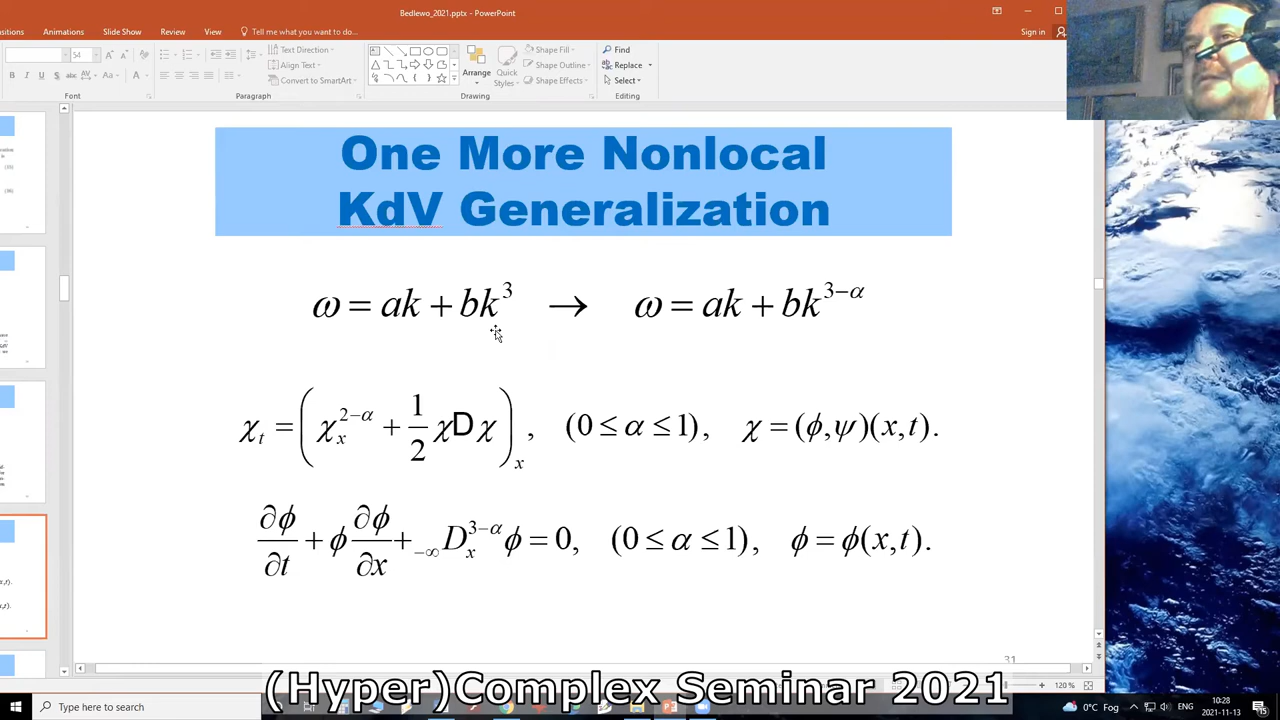 Bedlewo_2021.pptx - PowerPoint
Animations Slide Show Review View Tell me what you want to do... Sign in
54 Text Direction Align Text Convert to SmartArt Arrange Quick Styles Shape Fill Shape Outline Shape Effects Find Replace Select
Font Paragraph Drawing Editing
One More Nonlocal
KdV Generalization
ω = ak + bk³ → ω = ak + bk^{3−α}
χ_t = (χ_x^{2−α} + 1/2 χDχ)_x, (0 ≤ α ≤ 1), χ = (ϕ,ψ)(x,t).
∂ϕ/∂t + ϕ ∂ϕ/∂x + _{−∞}D_x^{3−α} ϕ = 0, (0 ≤ α ≤ 1), ϕ = ϕ(x,t).
31
(Hyper)Complex Seminar 2021
120 %
Type here to search
0°C Fog ENG 10:28
2021-11-13